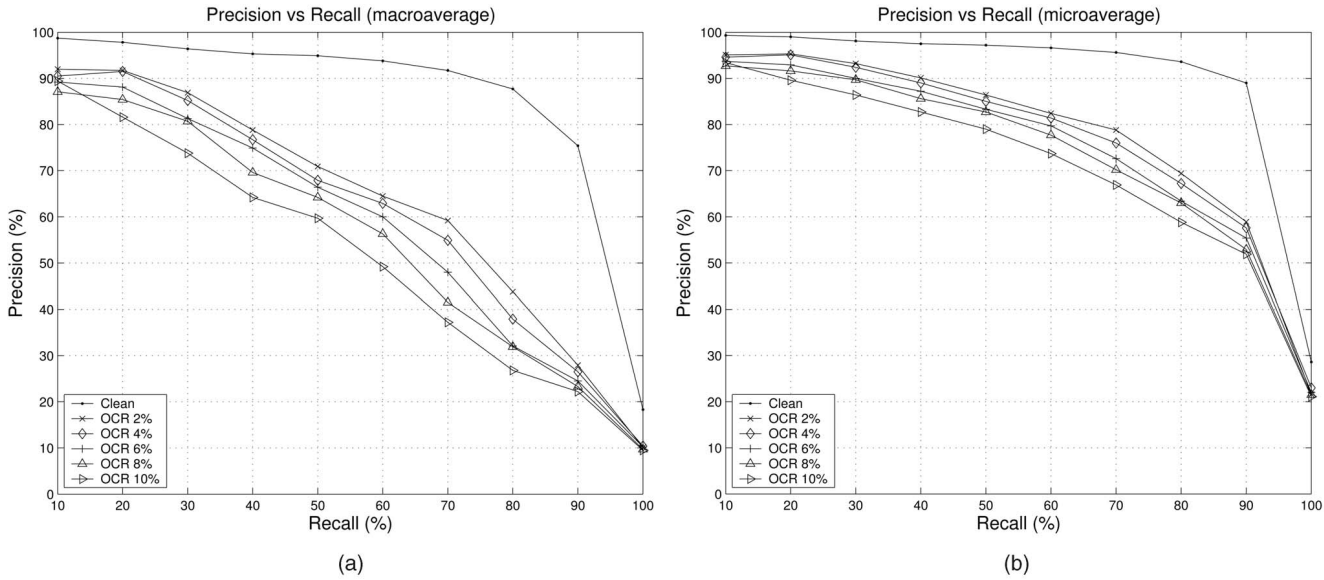 Precision vs Recall (macroaverage)
100
90
80
70
60
50
40
30
20
10
0
Precision (%)
Clean
OCR 2%
OCR 4%
OCR 6%
OCR 8%
OCR 10%
10 20 30 40 50 60 70 80 90 100
Recall (%)
(a)
Precision vs Recall (microaverage)
100
90
80
70
60
50
40
30
20
10
0
Precision (%)
Clean
OCR 2%
OCR 4%
OCR 6%
OCR 8%
OCR 10%
10 20 30 40 50 60 70 80 90 100
Recall (%)
(b)